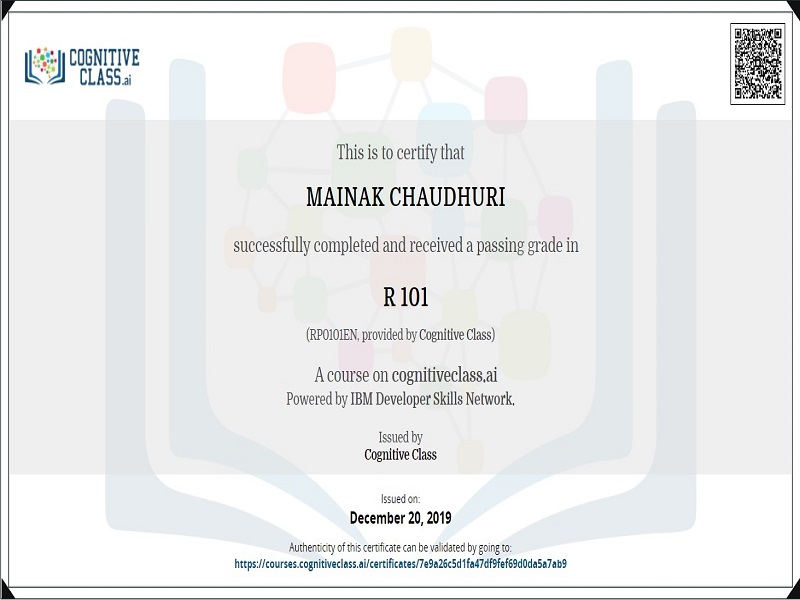 COGNITIVE
CLASS.ai
This is to certify that
MAINAK CHAUDHURI
successfully completed and received a passing grade in
R 101
(RP0101EN, provided by Cognitive Class)
A course on cognitiveclass.ai
Powered by IBM Developer Skills Network.
Issued by
Cognitive Class
Issued on:
December 20, 2019
Authenticity of this certificate can be validated by going to:
https://courses.cognitiveclass.ai/certificates/7e9a26c5d1fa47df9fef69d0da5a7ab9